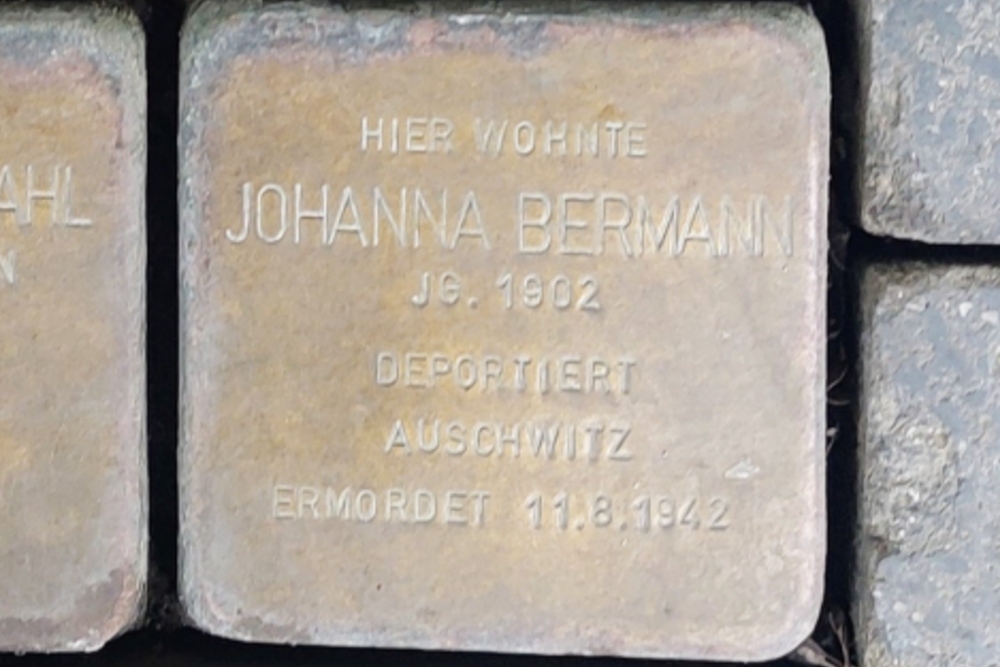 HIER WOHNTE
JOHANNA BERMANN
JG. 1902
DEPORTIERT
AUSCHWITZ
ERMORDET 11.8.1942